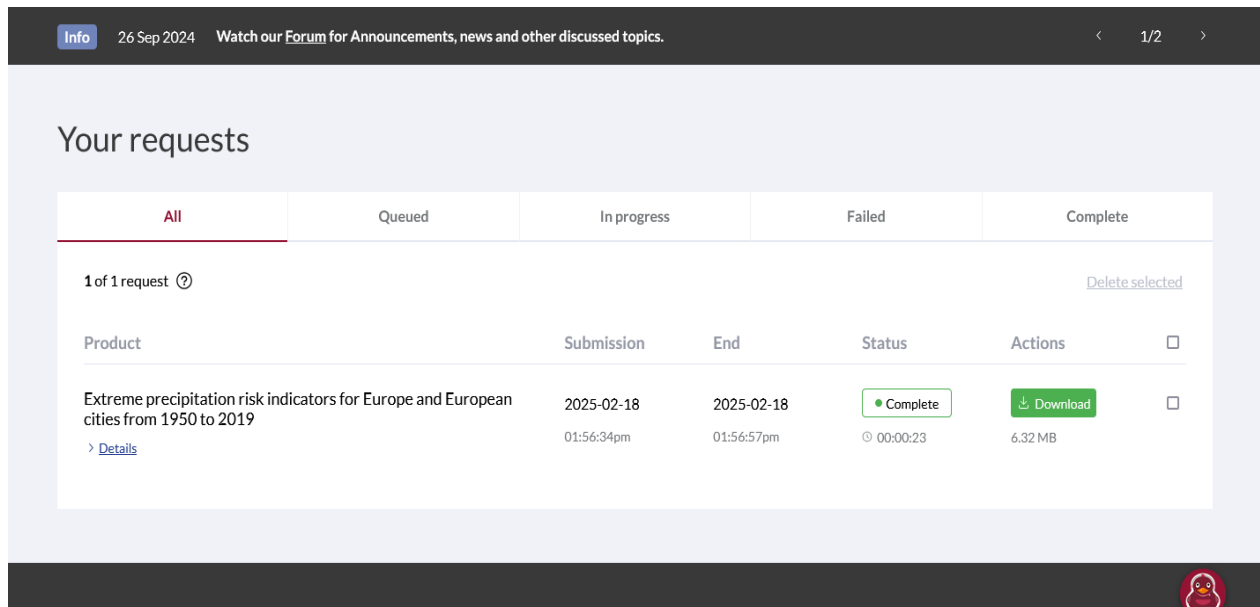 Info 26 Sep 2024 Watch our Forum for Announcements, news and other discussed topics. 1/2
Your requests
All Queued In progress Failed Complete
1 of 1 request ? Delete selected
Product Submission End Status Actions
Extreme precipitation risk indicators for Europe and European
cities from 1950 to 2019
2025-02-18 2025-02-18 Complete Download
01:56:34pm 01:56:57pm 00:00:23 6.32 MB
Details